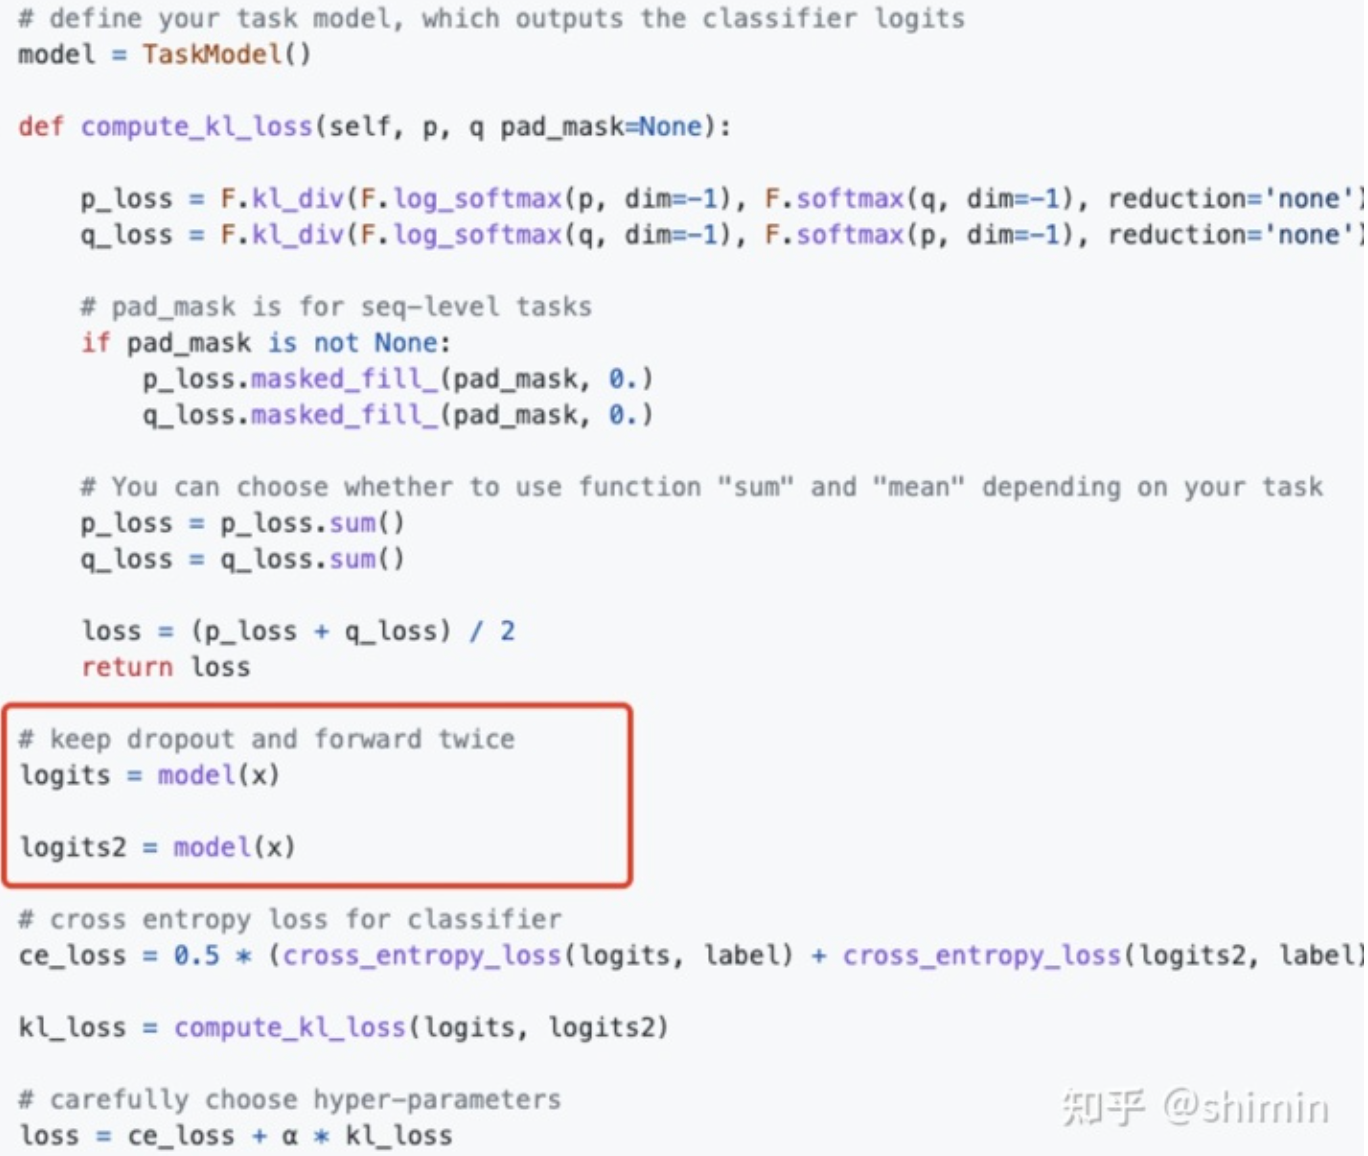 # define your task model, which outputs the classifier logits
model = TaskModel()
def compute_kl_loss(self, p, q pad_mask=None):
    p_loss = F.kl_div(F.log_softmax(p, dim=-1), F.softmax(q, dim=-1), reduction='none')
    q_loss = F.kl_div(F.log_softmax(q, dim=-1), F.softmax(p, dim=-1), reduction='none')
    # pad_mask is for seq-level tasks
    if pad_mask is not None:
        p_loss.masked_fill_(pad_mask, 0.)
        q_loss.masked_fill_(pad_mask, 0.)
    # You can choose whether to use function "sum" and "mean" depending on your task
    p_loss = p_loss.sum()
    q_loss = q_loss.sum()
    loss = (p_loss + q_loss) / 2
    return loss
# keep dropout and forward twice
logits = model(x)
logits2 = model(x)
# cross entropy loss for classifier
ce_loss = 0.5 * (cross_entropy_loss(logits, label) + cross_entropy_loss(logits2, label)
kl_loss = compute_kl_loss(logits, logits2)
# carefully choose hyper-parameters
loss = ce_loss + α * kl_loss
知乎 @shimin